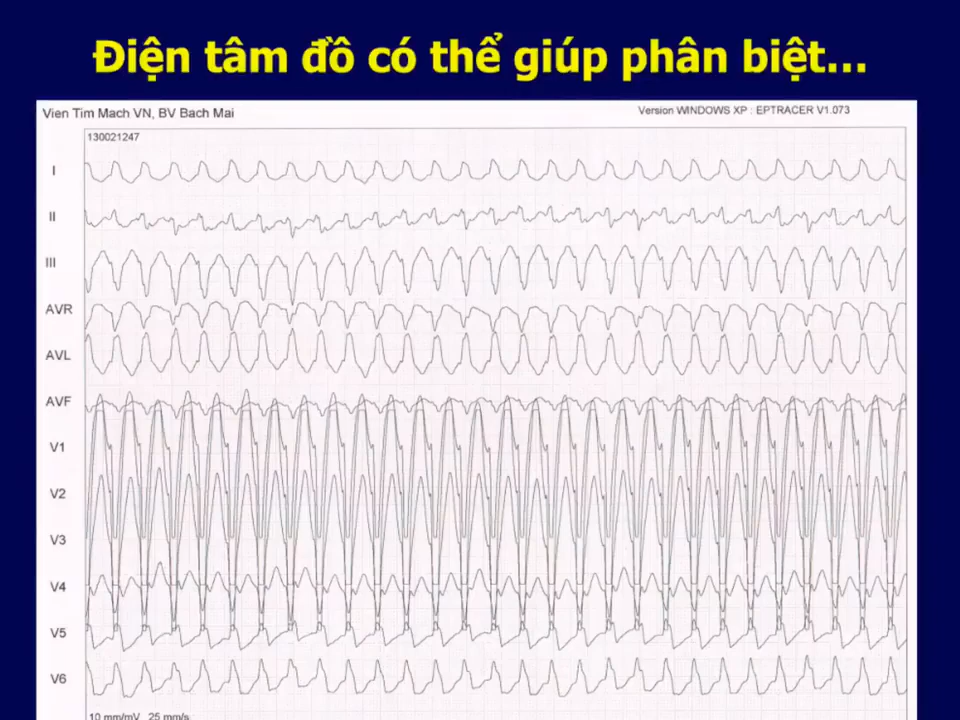 Điện tâm đồ có thể giúp phân biệt...
Vien Tim Mach VN, BV Bach Mai
Version WINDOWS XP : EPTRACER V1.073
130021247
I
II
III
AVR
AVL
AVF
V1
V2
V3
V4
V5
V6
10 mm/mV 25 mm/s